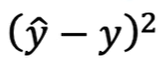 (ŷ − y)²